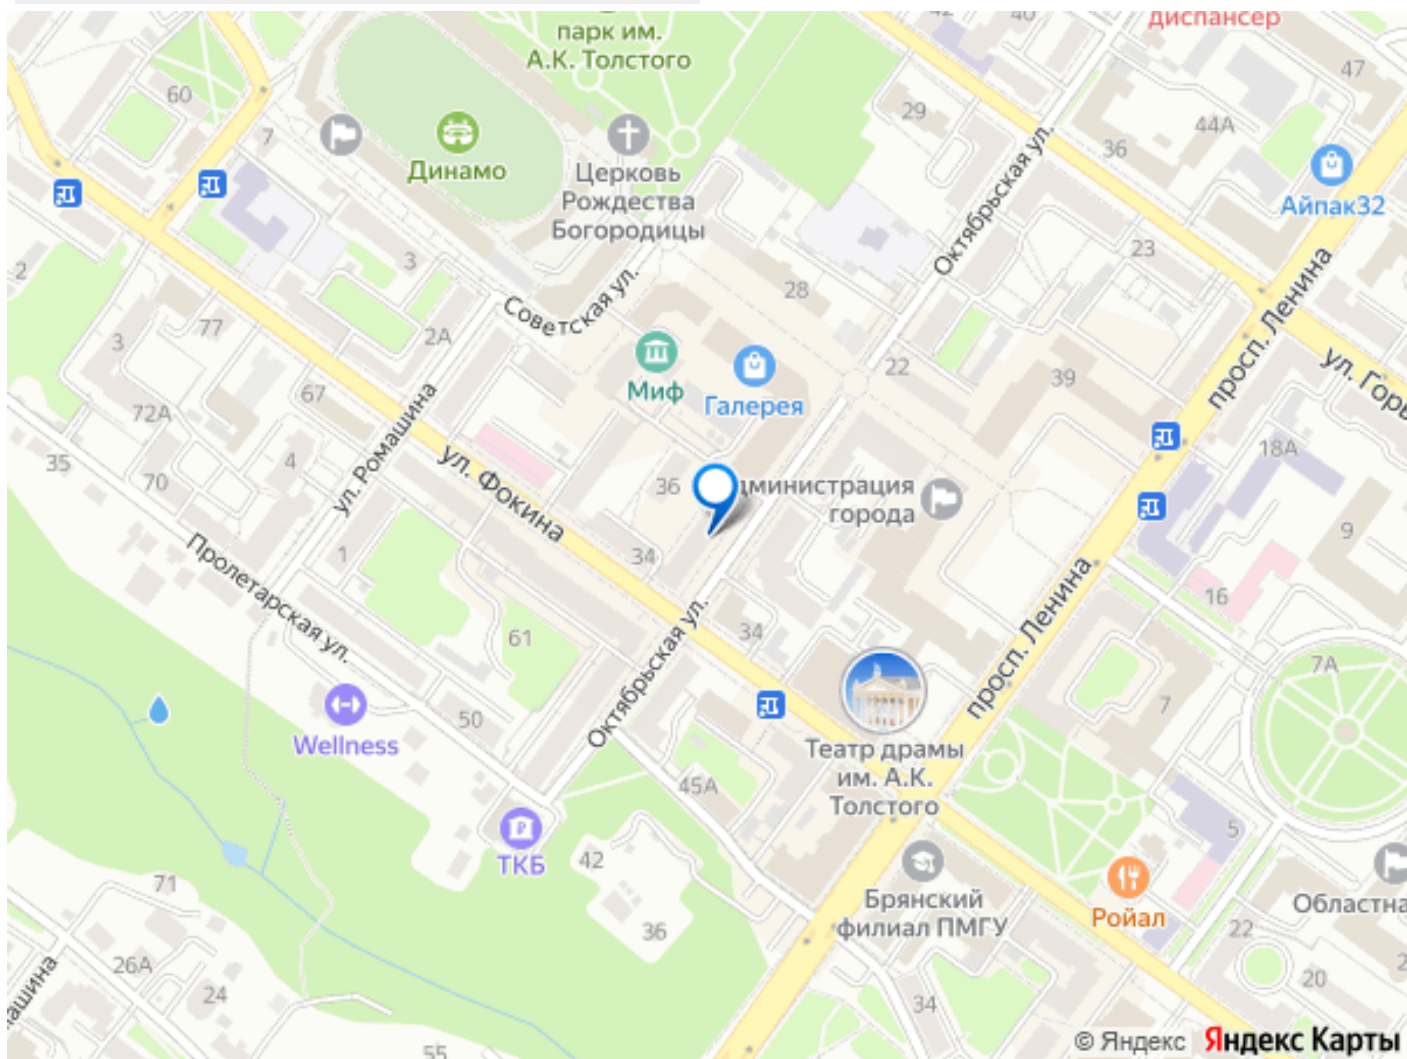 диспансер
парк им.
А.К. Толстого
42
40
47
60
29
44А
7
36
Динамо
Церковь
Рождества
Богородицы
Октябрьская ул.
Айпак32
23
3
2
28
Советская ул.
просп. Ленина
77
3
2А
Миф
Галерея
22
39
ул. Горь
67
72А
ул. Ромашина
ул. Фокина
18А
35
70
4
36
дминистрация
города
9
Пролетарская ул.
1
34
16
61
34
Октябрьская ул.
просп. Ленина
7А
7
Wellness
50
45А
Театр драмы
им. А.К.
Толстого
5
ТКБ
42
71
Брянский
филиал ПМГУ
Ройал
Областна
36
22
26А
24
34
20
2
машина
55
© Яндекс Яндекс Карты